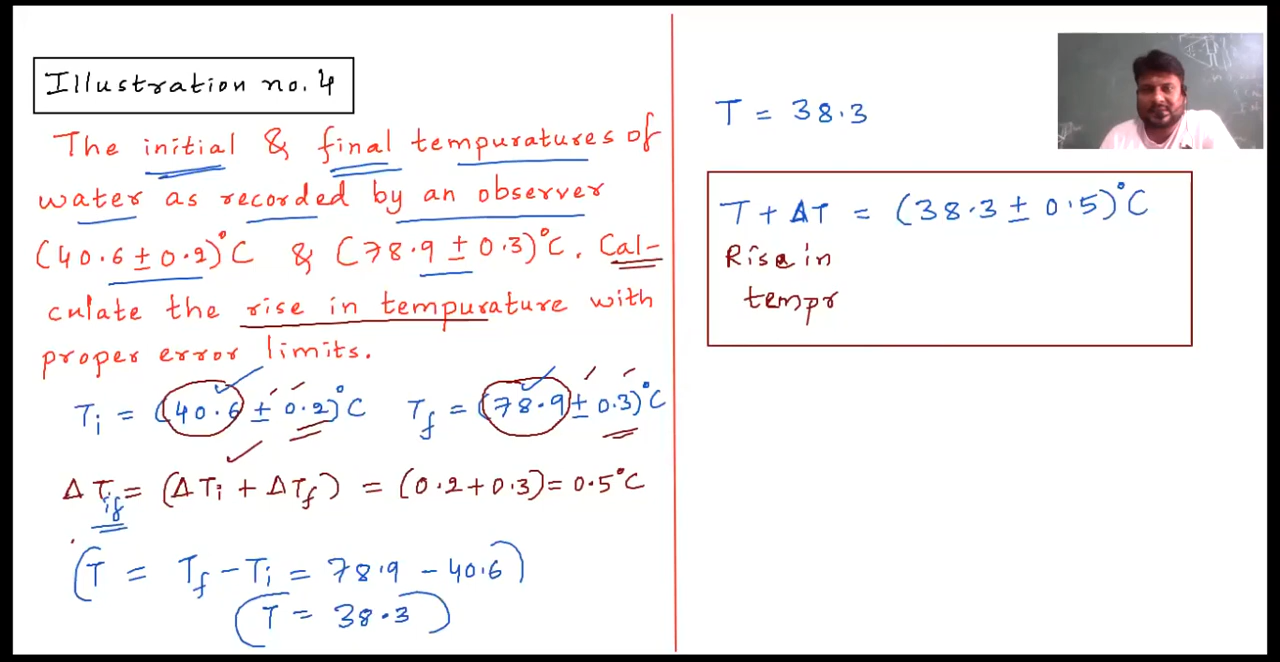 Illustration no. 4
The initial & final tempuratures of
water as recorded by an observer
(40.6 ± 0.2)°C & (78.9 ± 0.3)°C. Cal-
culate the rise in tempurature with
proper error limits.
Ti = (40.6 ± 0.2)°C Tf = (78.9 ± 0.3)°C
ΔTif = (ΔTi + ΔTf) = (0.2+0.3) = 0.5°C
(T = Tf - Ti = 78.9 - 40.6)
(T = 38.3)
T = 38.3
T + ΔT = (38.3 ± 0.5)°C
Rise in
tempr